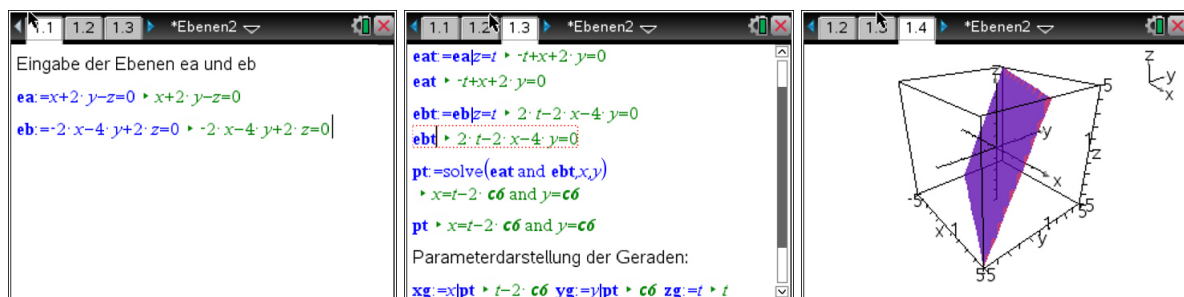 1.1 1.2 1.3 *Ebenen2
Eingabe der Ebenen ea und eb
ea:=x+2· y−z=0 ▸ x+2· y−z=0
eb:=-2· x−4· y+2· z=0 ▸ -2· x−4· y+2· z=0
1.1 1.2 1.3 *Ebenen2
eat:=ea|z=t ▸ -t+x+2· y=0
eat ▸ -t+x+2· y=0
ebt:=eb|z=t ▸ 2· t−2· x−4· y=0
ebt ▸ 2· t−2· x−4· y=0
pt:=solve(eat and ebt,x,y)
▸ x=t−2· c6 and y=c6
pt ▸ x=t−2· c6 and y=c6
Parameterdarstellung der Geraden:
xg:=x|pt ▸ t−2· c6 yg:=y|pt ▸ c6 zg:=t ▸ t
1.2 1.3 1.4 *Ebenen2
z
y
x
z
5
y
1
z
x
-5
5
x 1
1
y
55